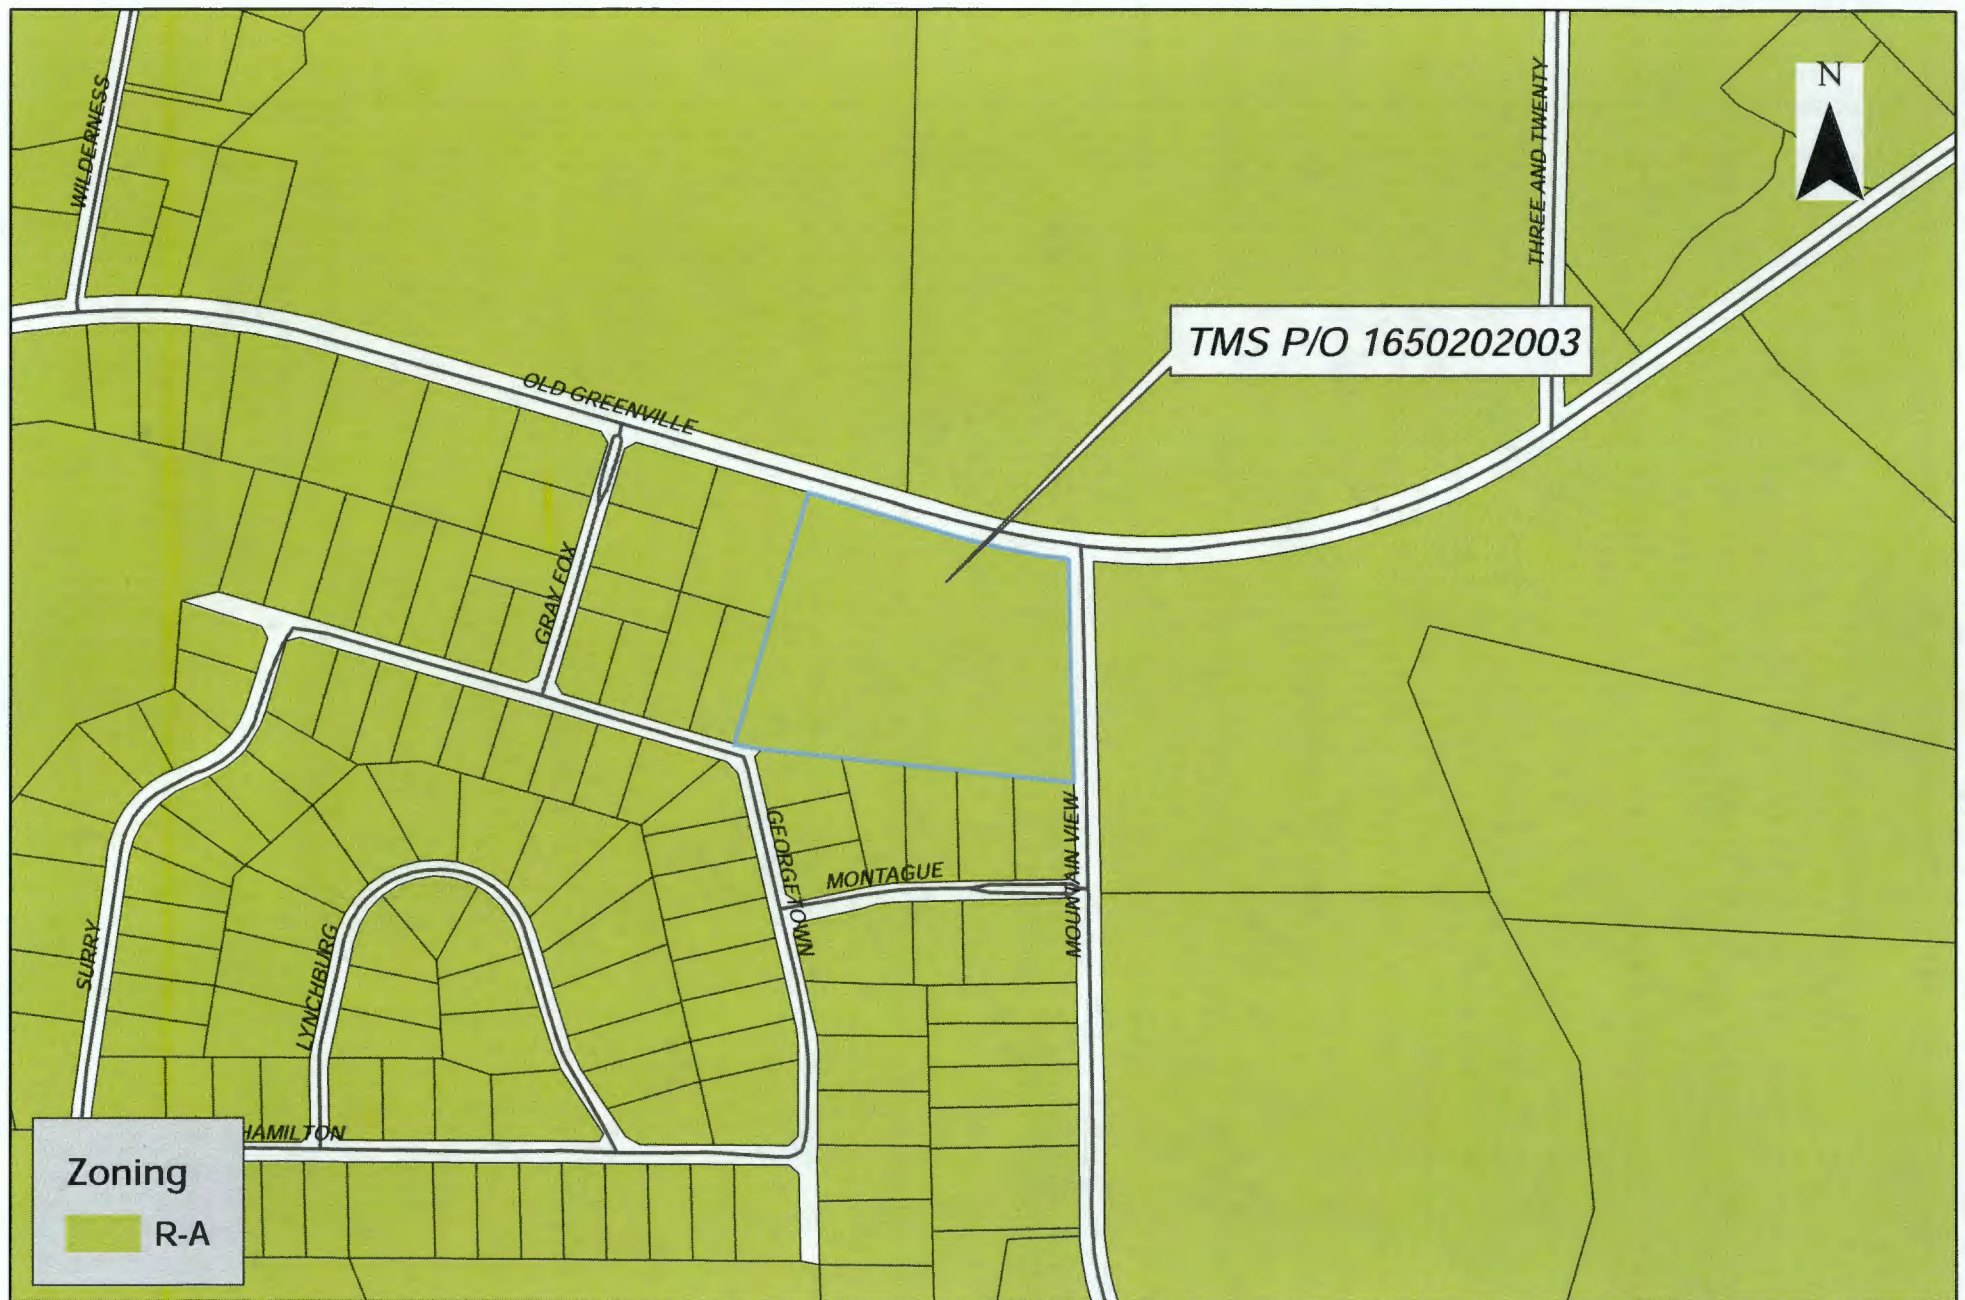 N
WILDERNESS
THREE AND TWENTY
TMS P/O 1650202003
OLD GREENVILLE
GRAY FOX
GEORGETOWN
MONTAGUE
MOUNTAIN VIEW
SURRY
LYNCHBURG
HAMILTON
Zoning
R-A